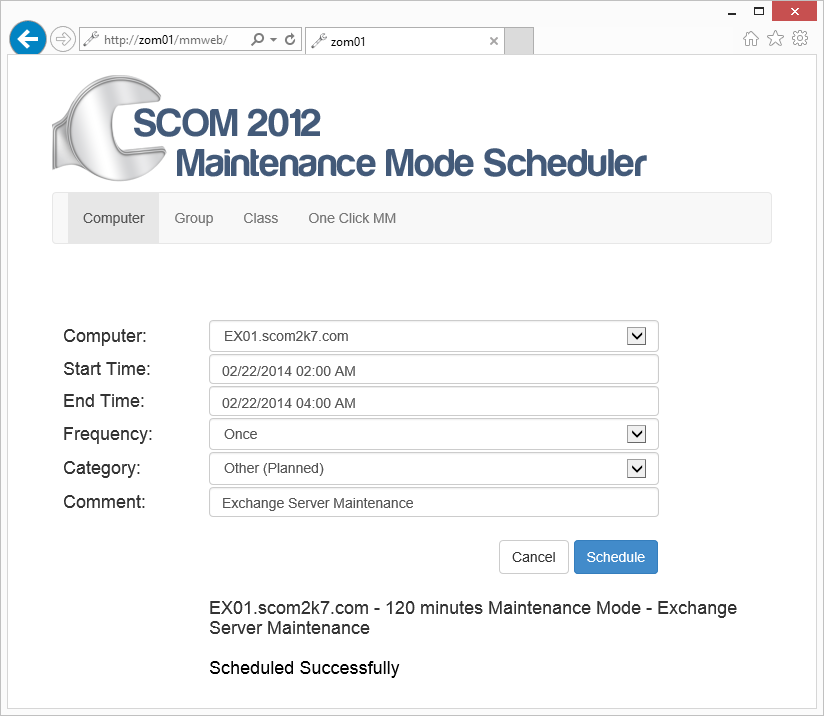 http://zom01/mmweb/
zom01
SCOM 2012
Maintenance Mode Scheduler
Computer Group Class One Click MM
Computer: EX01.scom2k7.com
Start Time: 02/22/2014 02:00 AM
End Time: 02/22/2014 04:00 AM
Frequency: Once
Category: Other (Planned)
Comment: Exchange Server Maintenance
Cancel Schedule
EX01.scom2k7.com - 120 minutes Maintenance Mode - Exchange
Server Maintenance
Scheduled Successfully